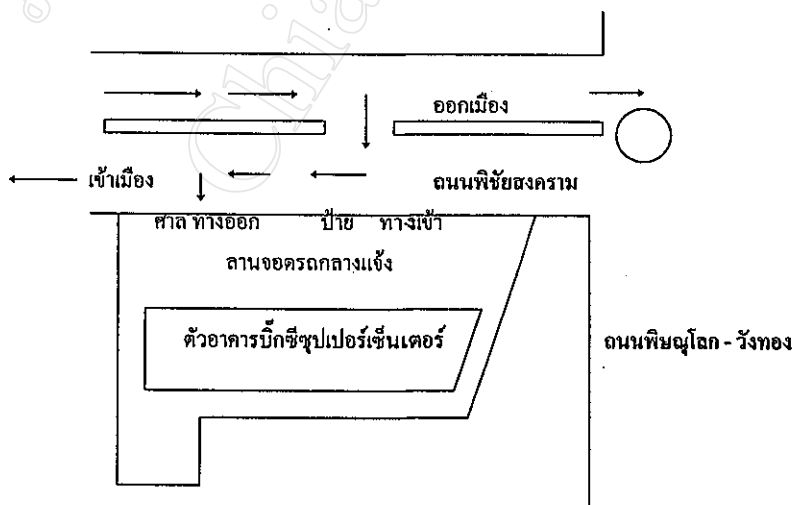 Chia
ออกเมือง
เข้าเมือง ถนนพิชัยสงคราม
ศาล ทางออก ป้าย ทางเข้า
ลานจอดรถกลางแจ้ง
ตัวอาคารบิ๊กซีซุปเปอร์เซ็นเตอร์
ถนนพิษณุโลก - วังทอง